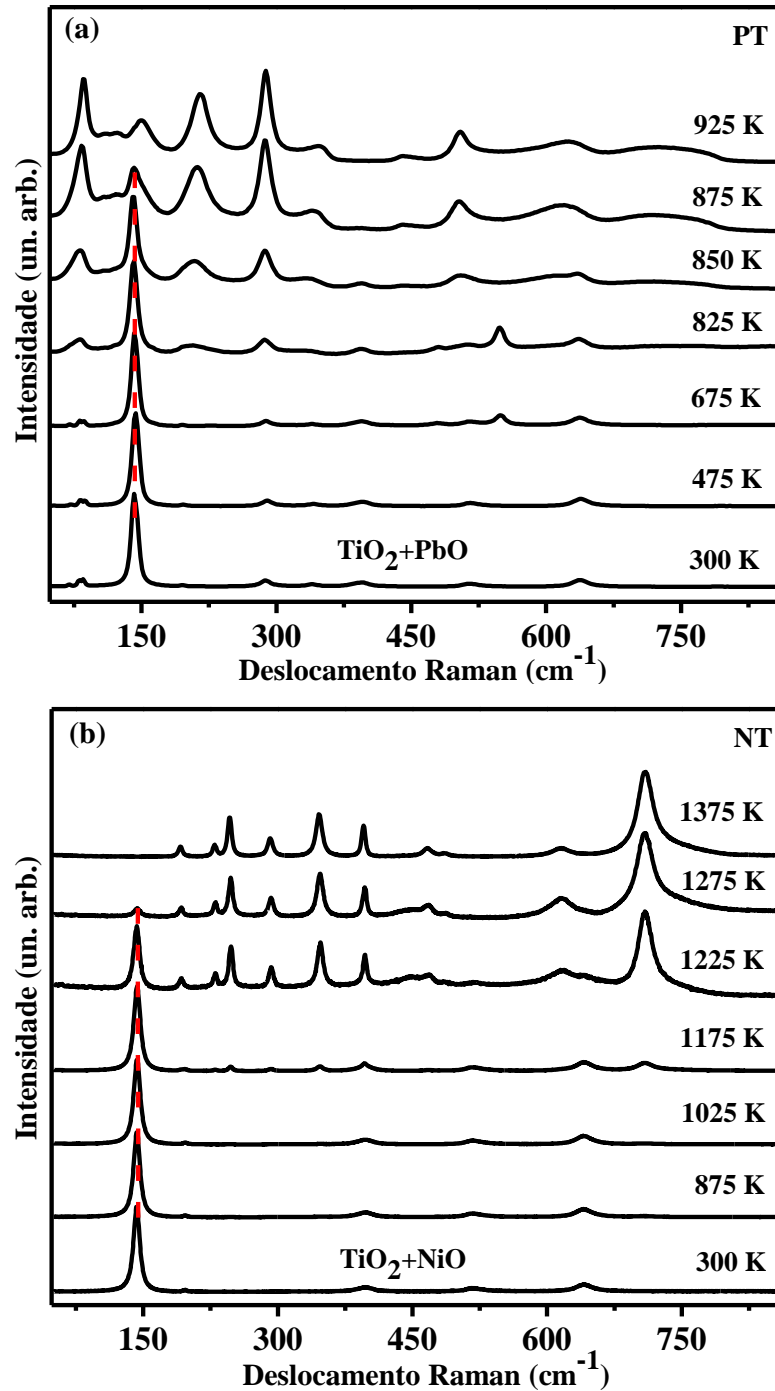 (a)
PT
925 K
875 K
850 K
825 K
675 K
475 K
TiO2+PbO
300 K
Intensidade (un. arb.)
150 300 450 600 750
Deslocamento Raman (cm-1)
(b)
NT
1375 K
1275 K
1225 K
1175 K
1025 K
875 K
TiO2+NiO
300 K
Intensidade (un. arb.)
150 300 450 600 750
Deslocamento Raman (cm-1)